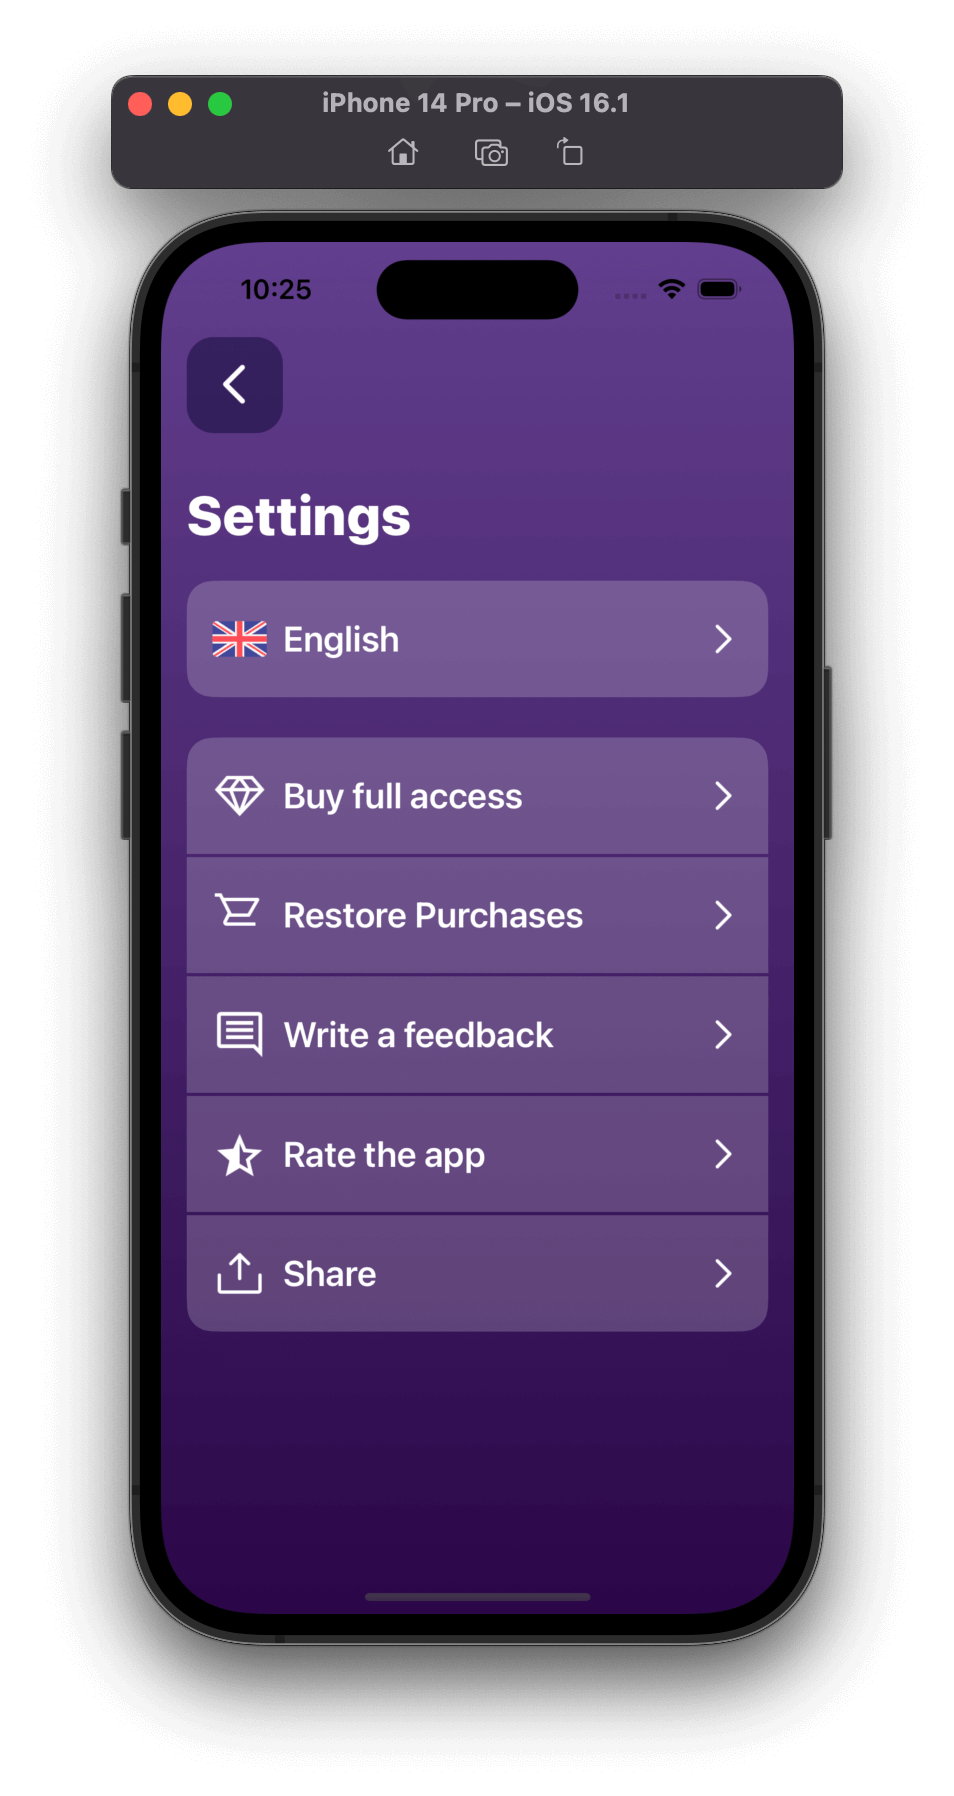 iPhone 14 Pro – iOS 16.1
10:25
Settings
English
Buy full access
Restore Purchases
Write a feedback
Rate the app
Share